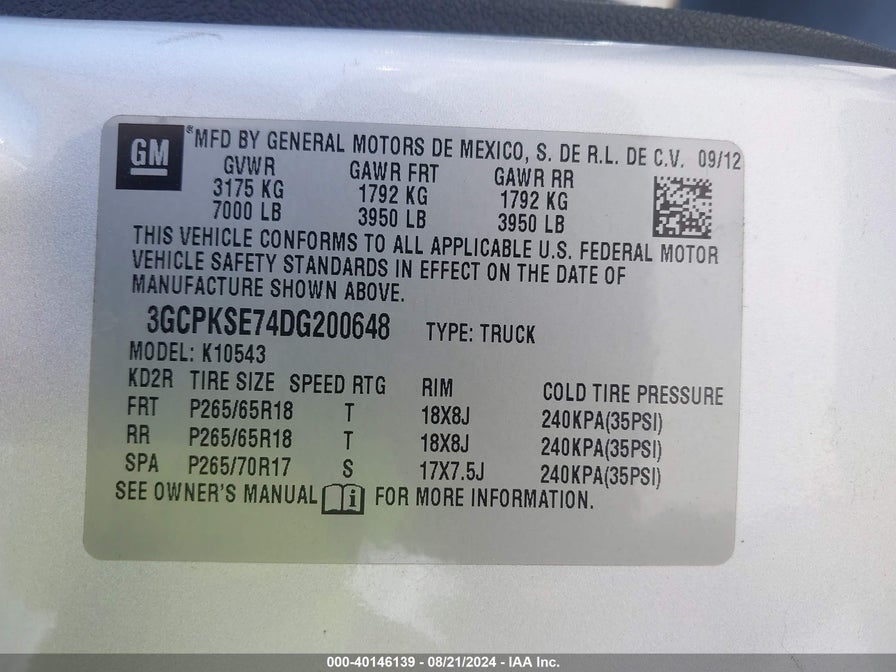 GM ® MFD BY GENERAL MOTORS DE MEXICO, S. DE R.L. DE C.V. 09/12
GVWR GAWR FRT GAWR RR
3175 KG 1792 KG 1792 KG
7000 LB 3950 LB 3950 LB
THIS VEHICLE CONFORMS TO ALL APPLICABLE U.S. FEDERAL MOTOR
VEHICLE SAFETY STANDARDS IN EFFECT ON THE DATE OF
MANUFACTURE SHOWN ABOVE.
3GCPKSE74DG200648 TYPE: TRUCK
MODEL: K10543
KD2R TIRE SIZE SPEED RTG RIM COLD TIRE PRESSURE
FRT P265/65R18 T 18X8J 240KPA(35PSI)
RR P265/65R18 T 18X8J 240KPA(35PSI)
SPA P265/70R17 S 17X7.5J 240KPA(35PSI)
SEE OWNER'S MANUAL i FOR MORE INFORMATION.
000-40146139 - 08/21/2024 - IAA Inc.